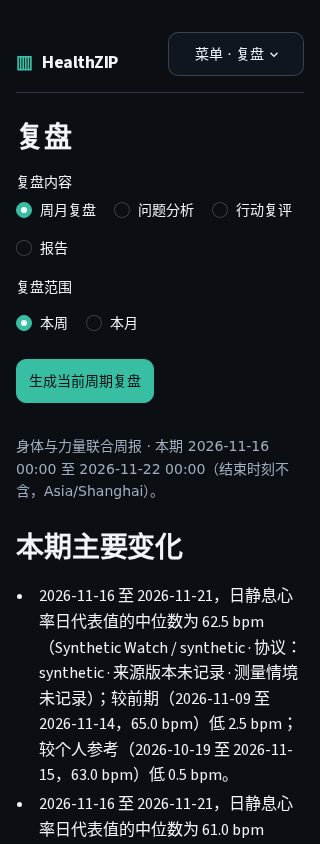 HealthZIP
菜单 · 复盘
复盘
复盘内容
周月复盘 问题分析 行动复评
报告
复盘范围
本周 本月
生成当前周期复盘
身体与力量联合周报 · 本期 2026-11-16
00:00 至 2026-11-22 00:00（结束时刻不
含，Asia/Shanghai）。
本期主要变化
2026-11-16 至 2026-11-21，日静息心
率日代表值的中位数为 62.5 bpm
（Synthetic Watch / synthetic · 协议：
synthetic · 来源版本未记录 · 测量情境
未记录）；较前期（2026-11-09 至
2026-11-14，65.0 bpm）低 2.5 bpm；
较个人参考（2026-10-19 至 2026-11-
15，63.0 bpm）低 0.5 bpm。
2026-11-16 至 2026-11-21，日静息心
率日代表值的中位数为 61.0 bpm